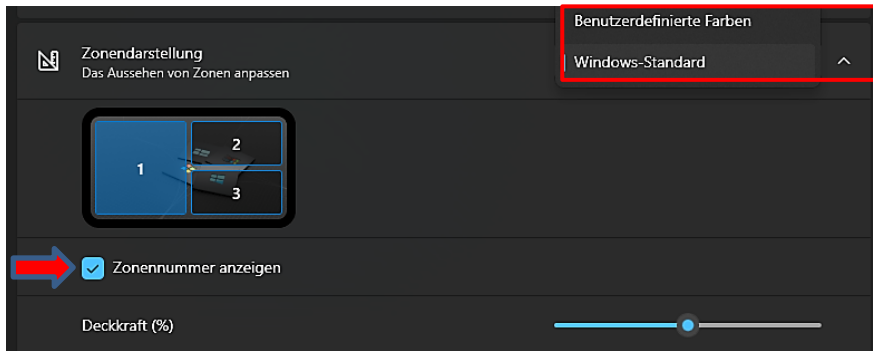 Benutzerdefinierte Farben
Zonendarstellung
Das Aussehen von Zonen anpassen
Windows-Standard
1
2
3
Zonennummer anzeigen
Deckkraft (%)